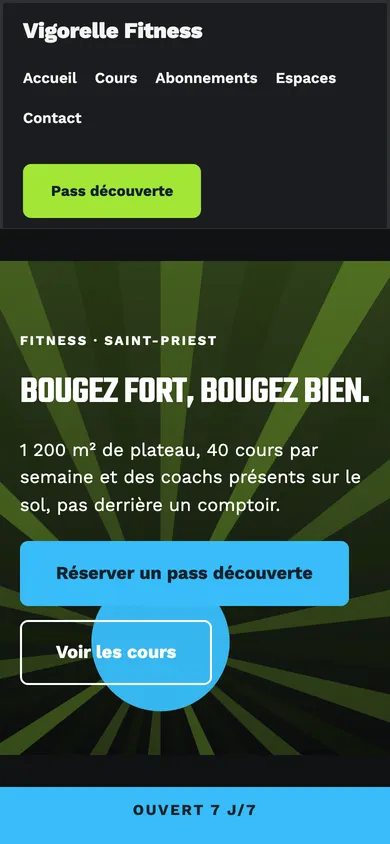 Vigorelle Fitness
Accueil Cours Abonnements Espaces
Contact
Pass découverte
FITNESS · SAINT-PRIEST
BOUGEZ FORT, BOUGEZ BIEN.
1 200 m² de plateau, 40 cours par
semaine et des coachs présents sur le
sol, pas derrière un comptoir.
Réserver un pass découverte
Voir les cours
OUVERT 7 J/7